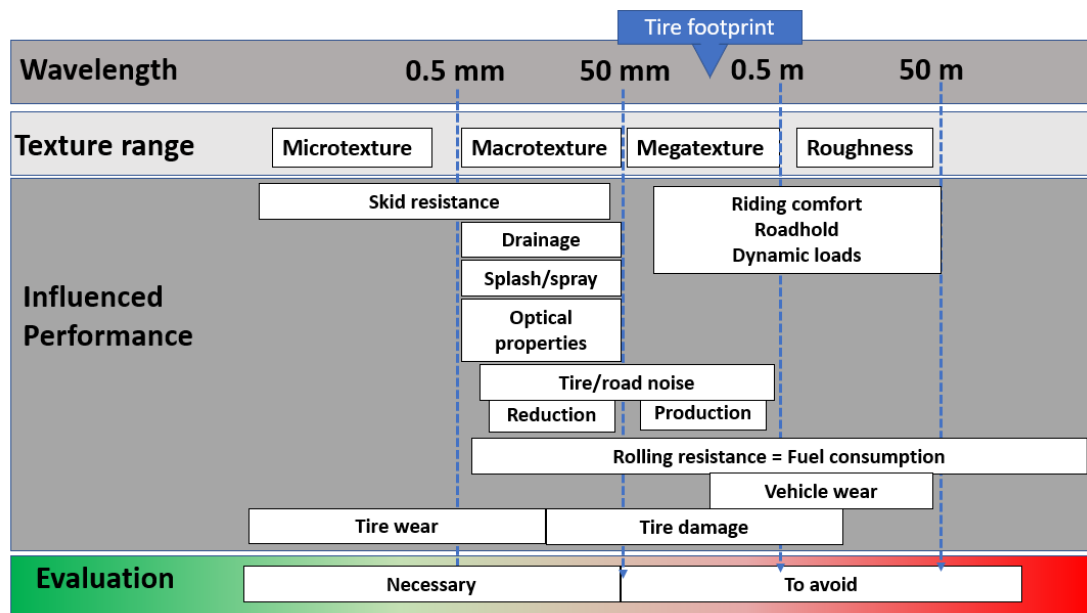 Tire footprint
Wavelength 0.5 mm 50 mm 0.5 m 50 m
Texture range Microtexture Macrotexture Megatexture Roughness
Skid resistance
Riding comfort
Roadhold
Dynamic loads
Drainage
Splash/spray
Influenced
Performance
Optical
properties
Tire/road noise
Reduction Production
Rolling resistance = Fuel consumption
Vehicle wear
Tire wear Tire damage
Evaluation Necessary To avoid